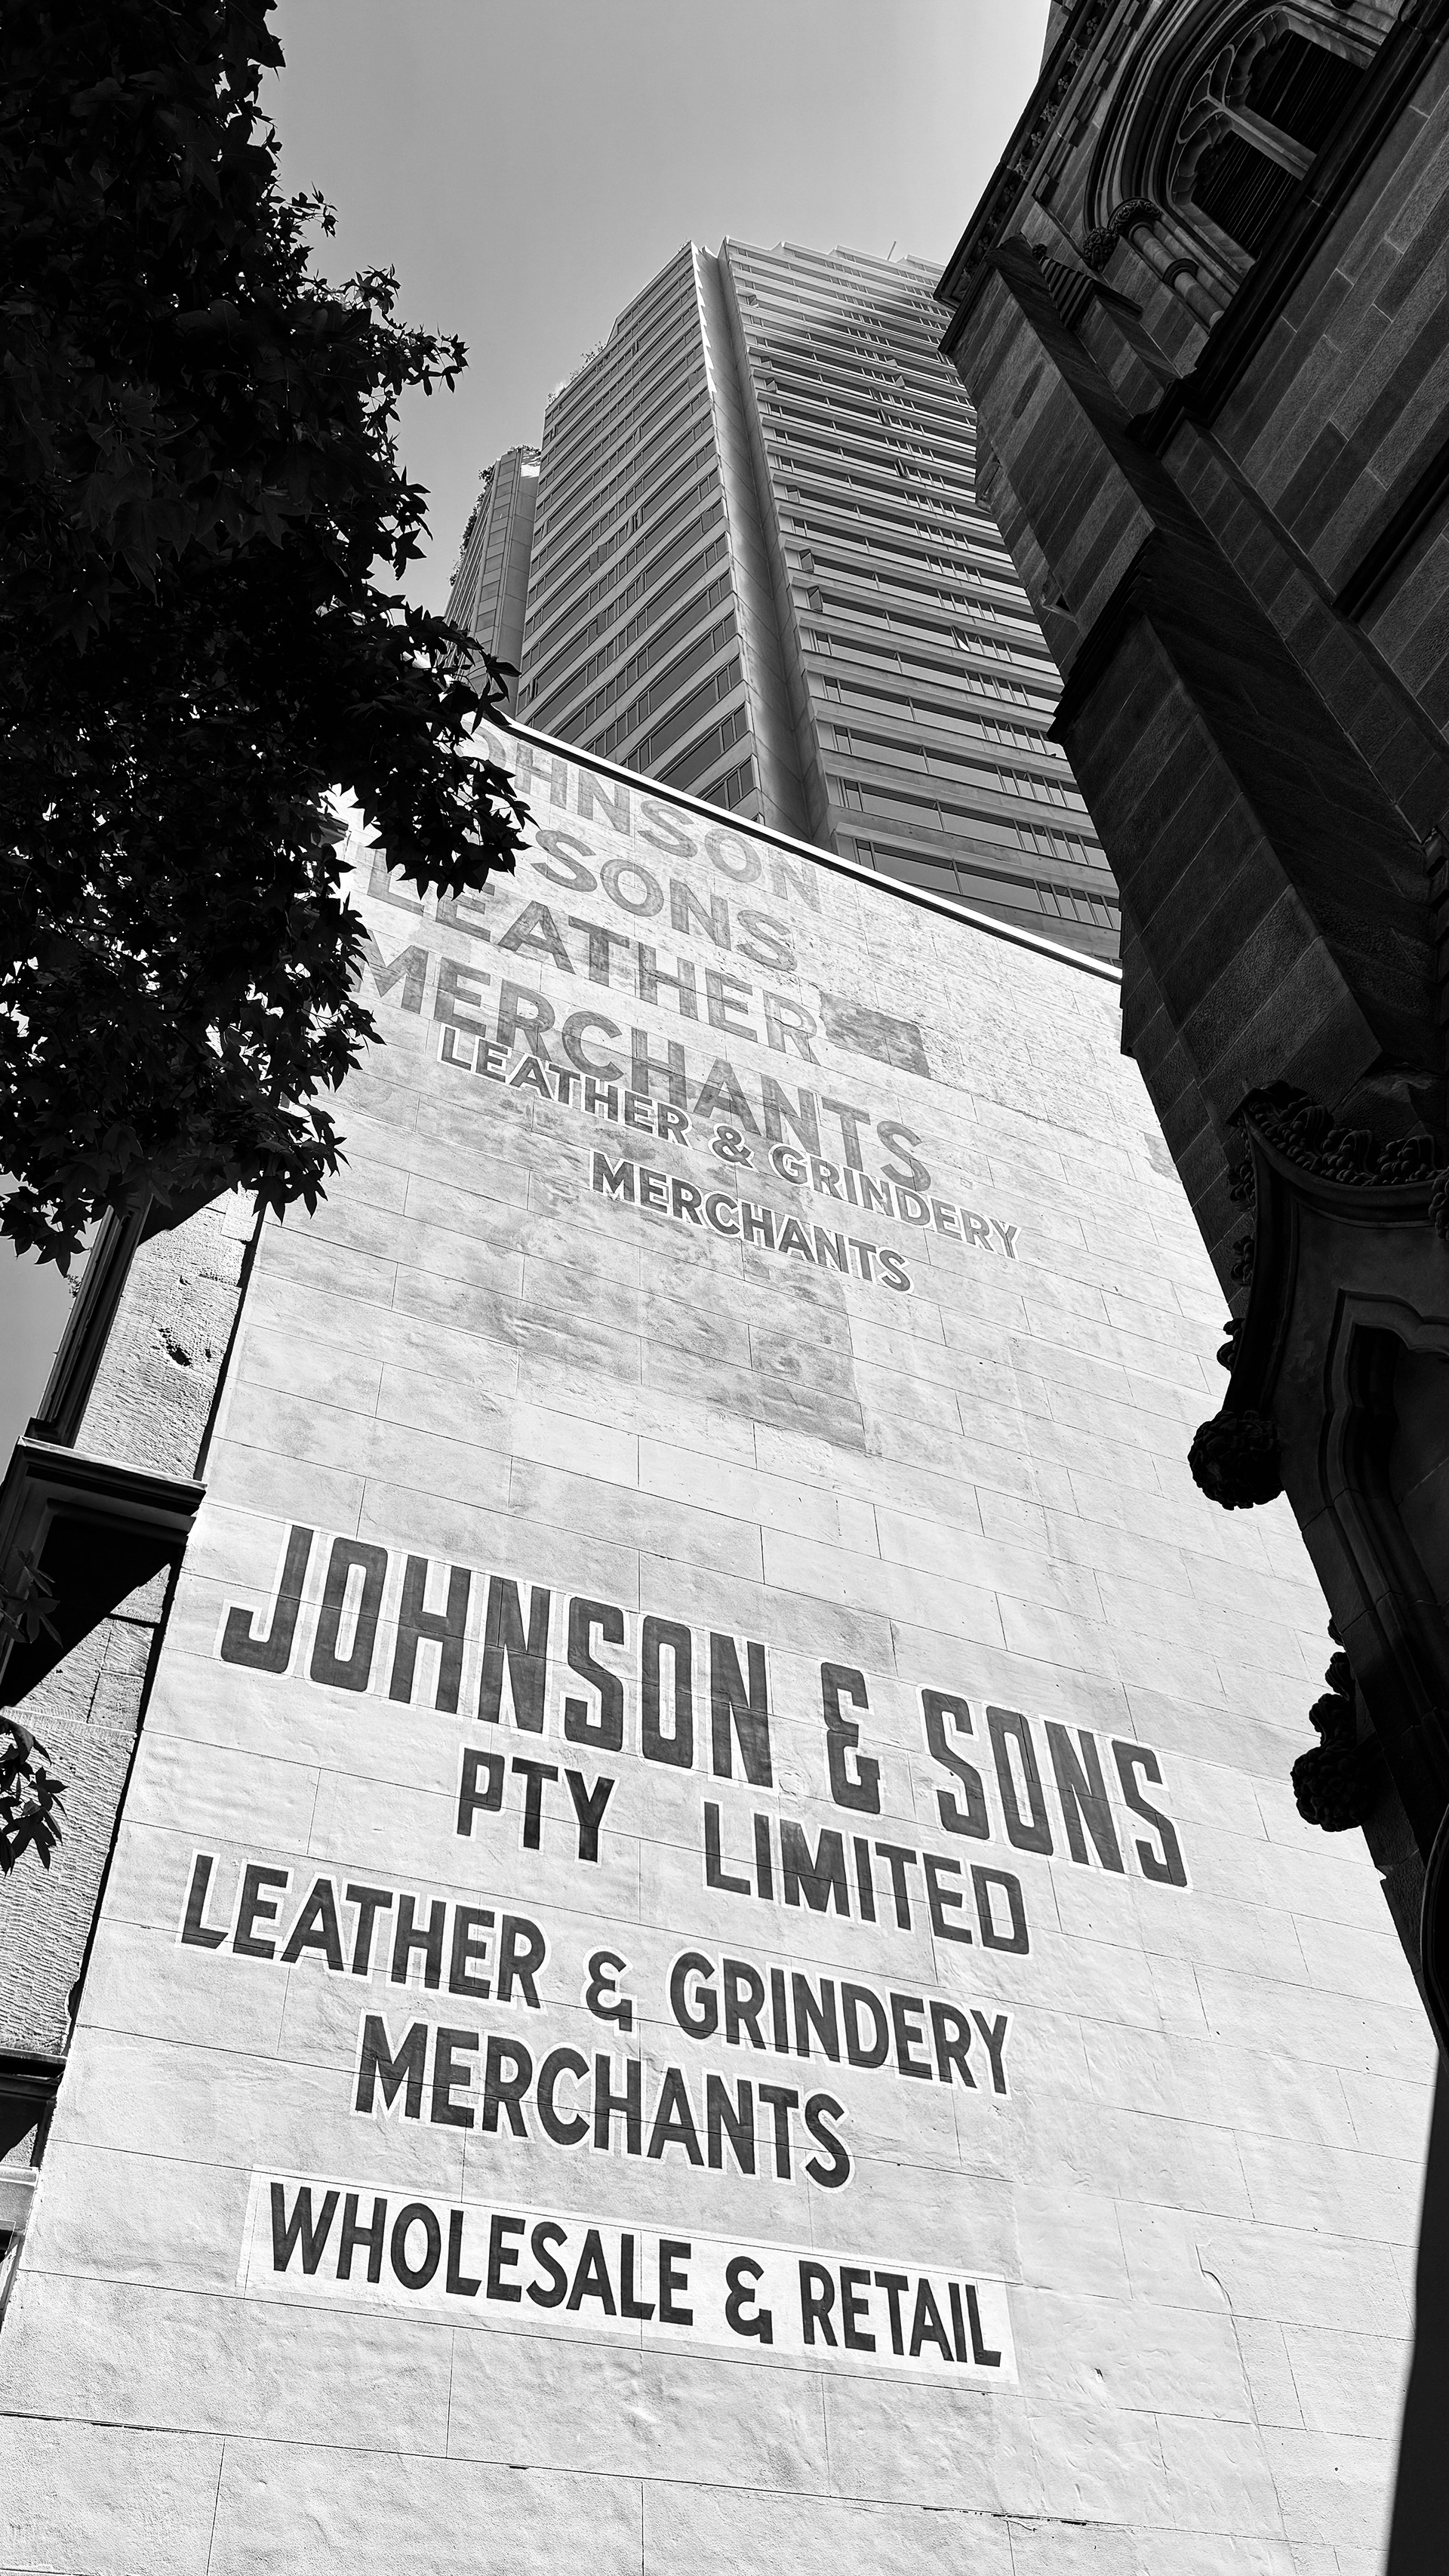 OHNSON
SONS
LEATHER
MERCHANTS
LEATHER & GRINDERY
MERCHANTS
JOHNSON & SONS
PTY LIMITED
LEATHER & GRINDERY
MERCHANTS
WHOLESALE & RETAIL